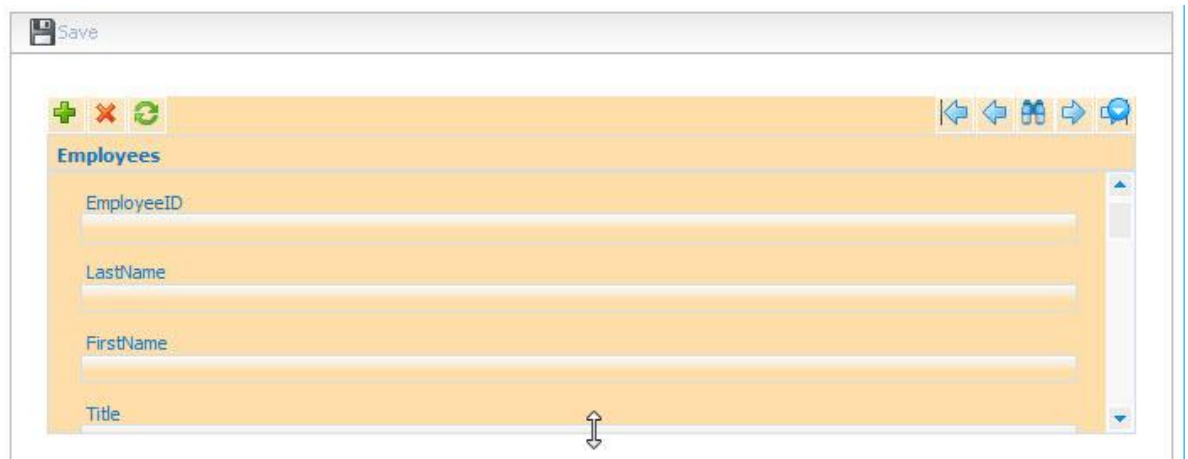 Save
Employees
EmployeeID
LastName
FirstName
Title